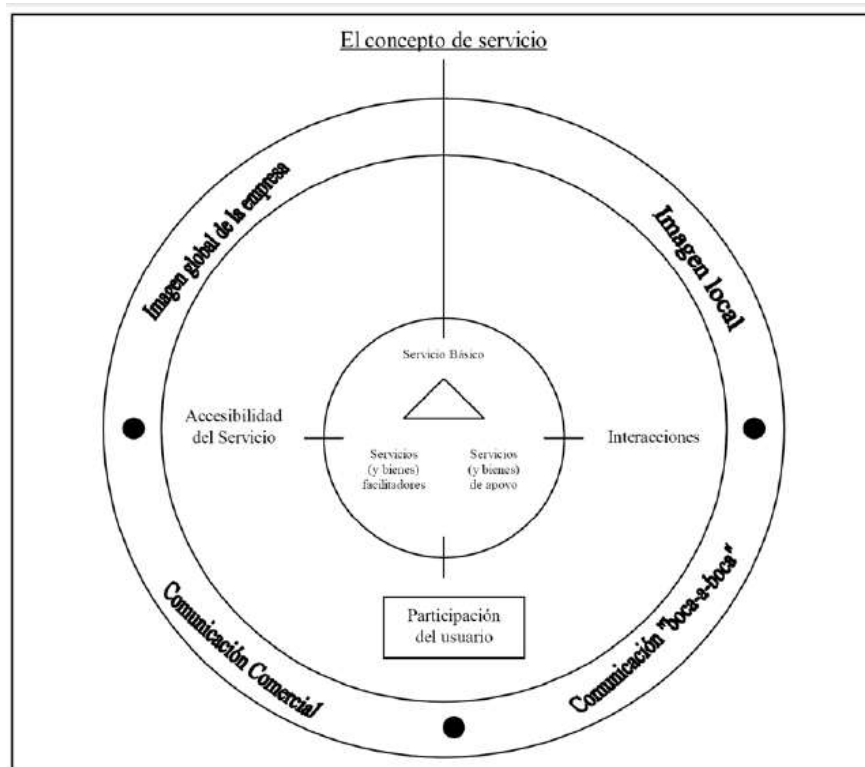 El concepto de servicio
Imagen global de la empresa
Imagen local
Servicio Básico
Accesibilidad
del Servicio
Interacciones
Servicios
(y bienes)
facilitadores
Servicios
(y bienes)
de apoyo
Participación
del usuario
Comunicación Comercial
Comunicación "boca-a-boca"